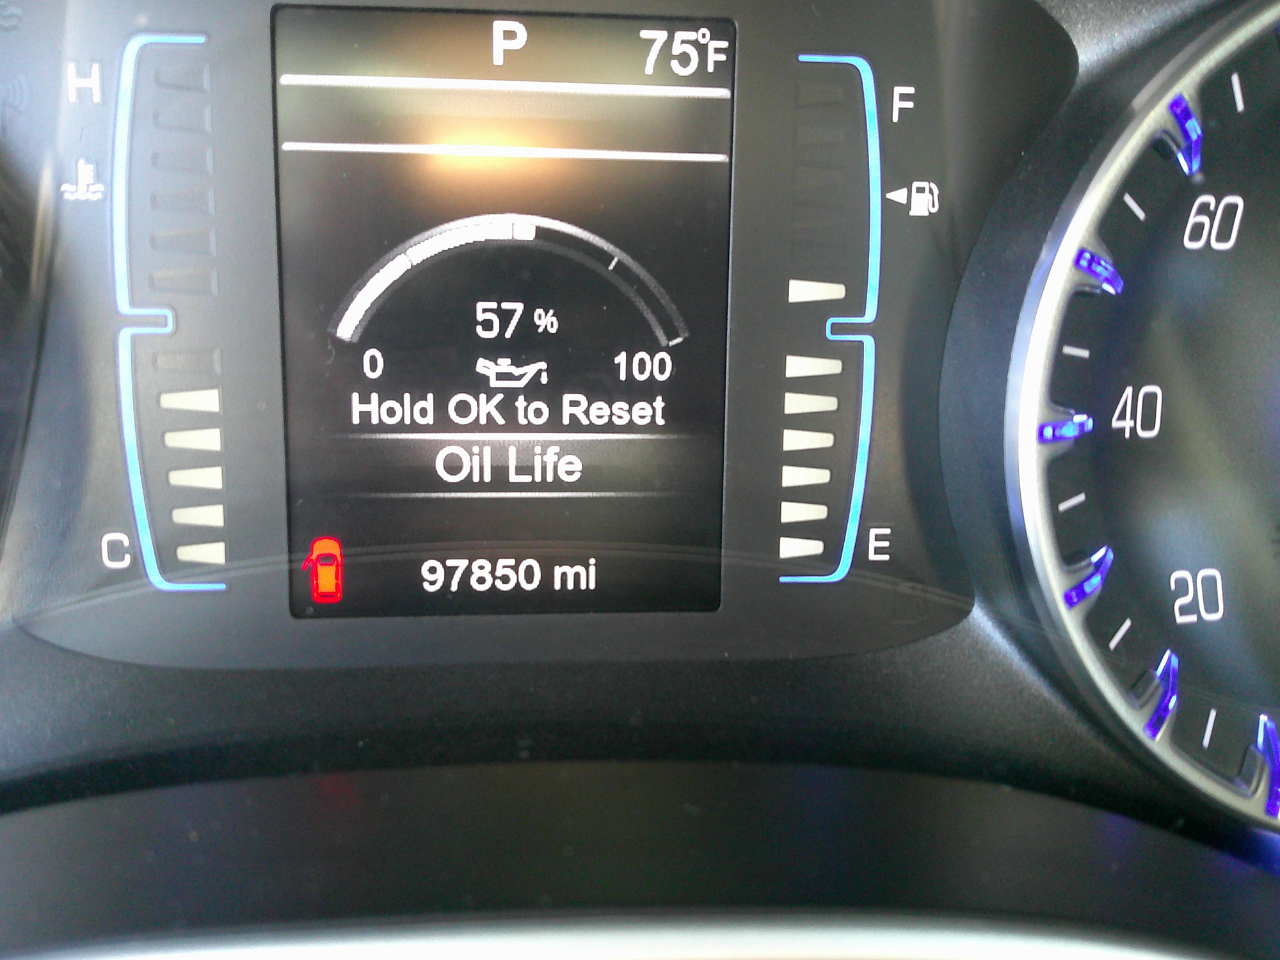 P 75°F
H
F
60
57 %
0 100
40
Hold OK to Reset
Oil Life
C
E
97850 mi
20